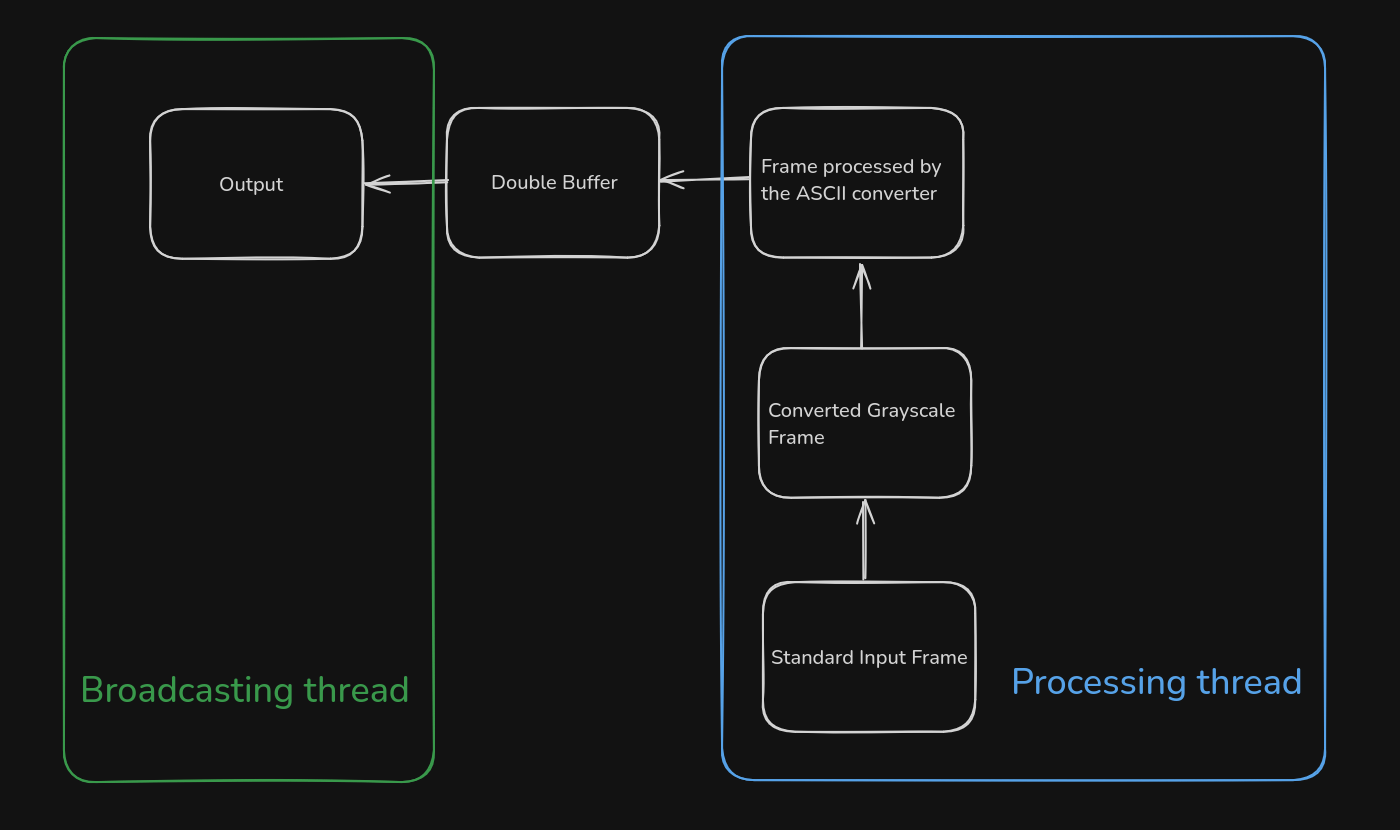 Output
Double Buffer
Frame processed by
the ASCII converter
Converted Grayscale
Frame
Standard Input Frame
Broadcasting thread
Processing thread